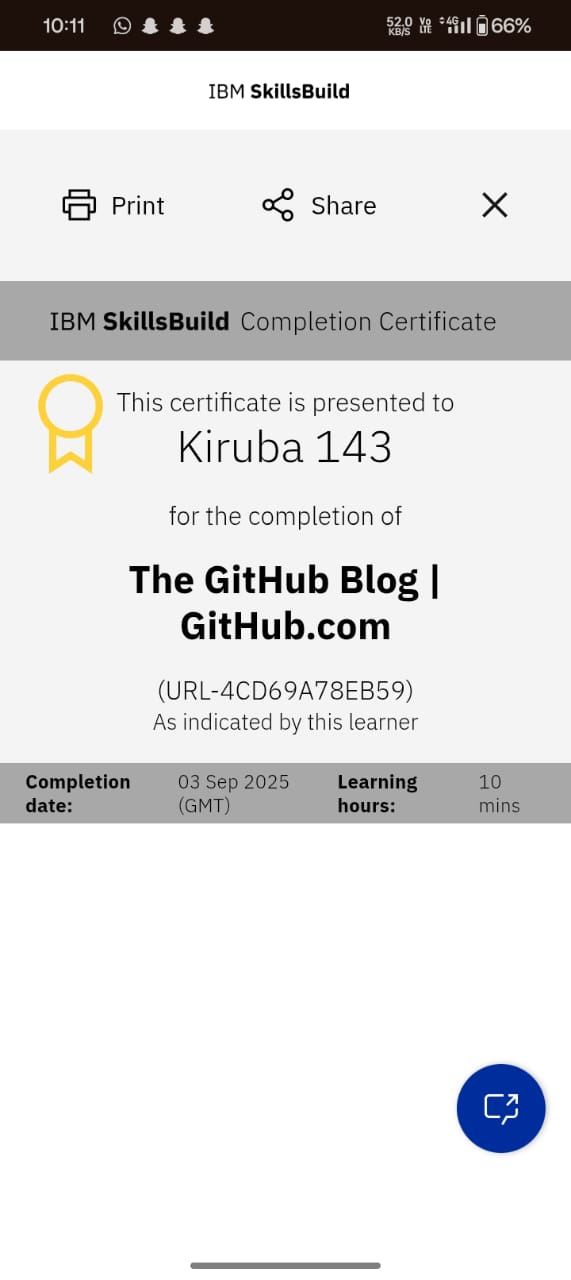 10:11 52.0 KB/S Vo LTE 4G 66%
IBM SkillsBuild
Print Share
IBM SkillsBuild Completion Certificate
This certificate is presented to
Kiruba 143
for the completion of
The GitHub Blog |
GitHub.com
(URL-4CD69A78EB59)
As indicated by this learner
Completion date: 03 Sep 2025 (GMT) Learning hours: 10 mins